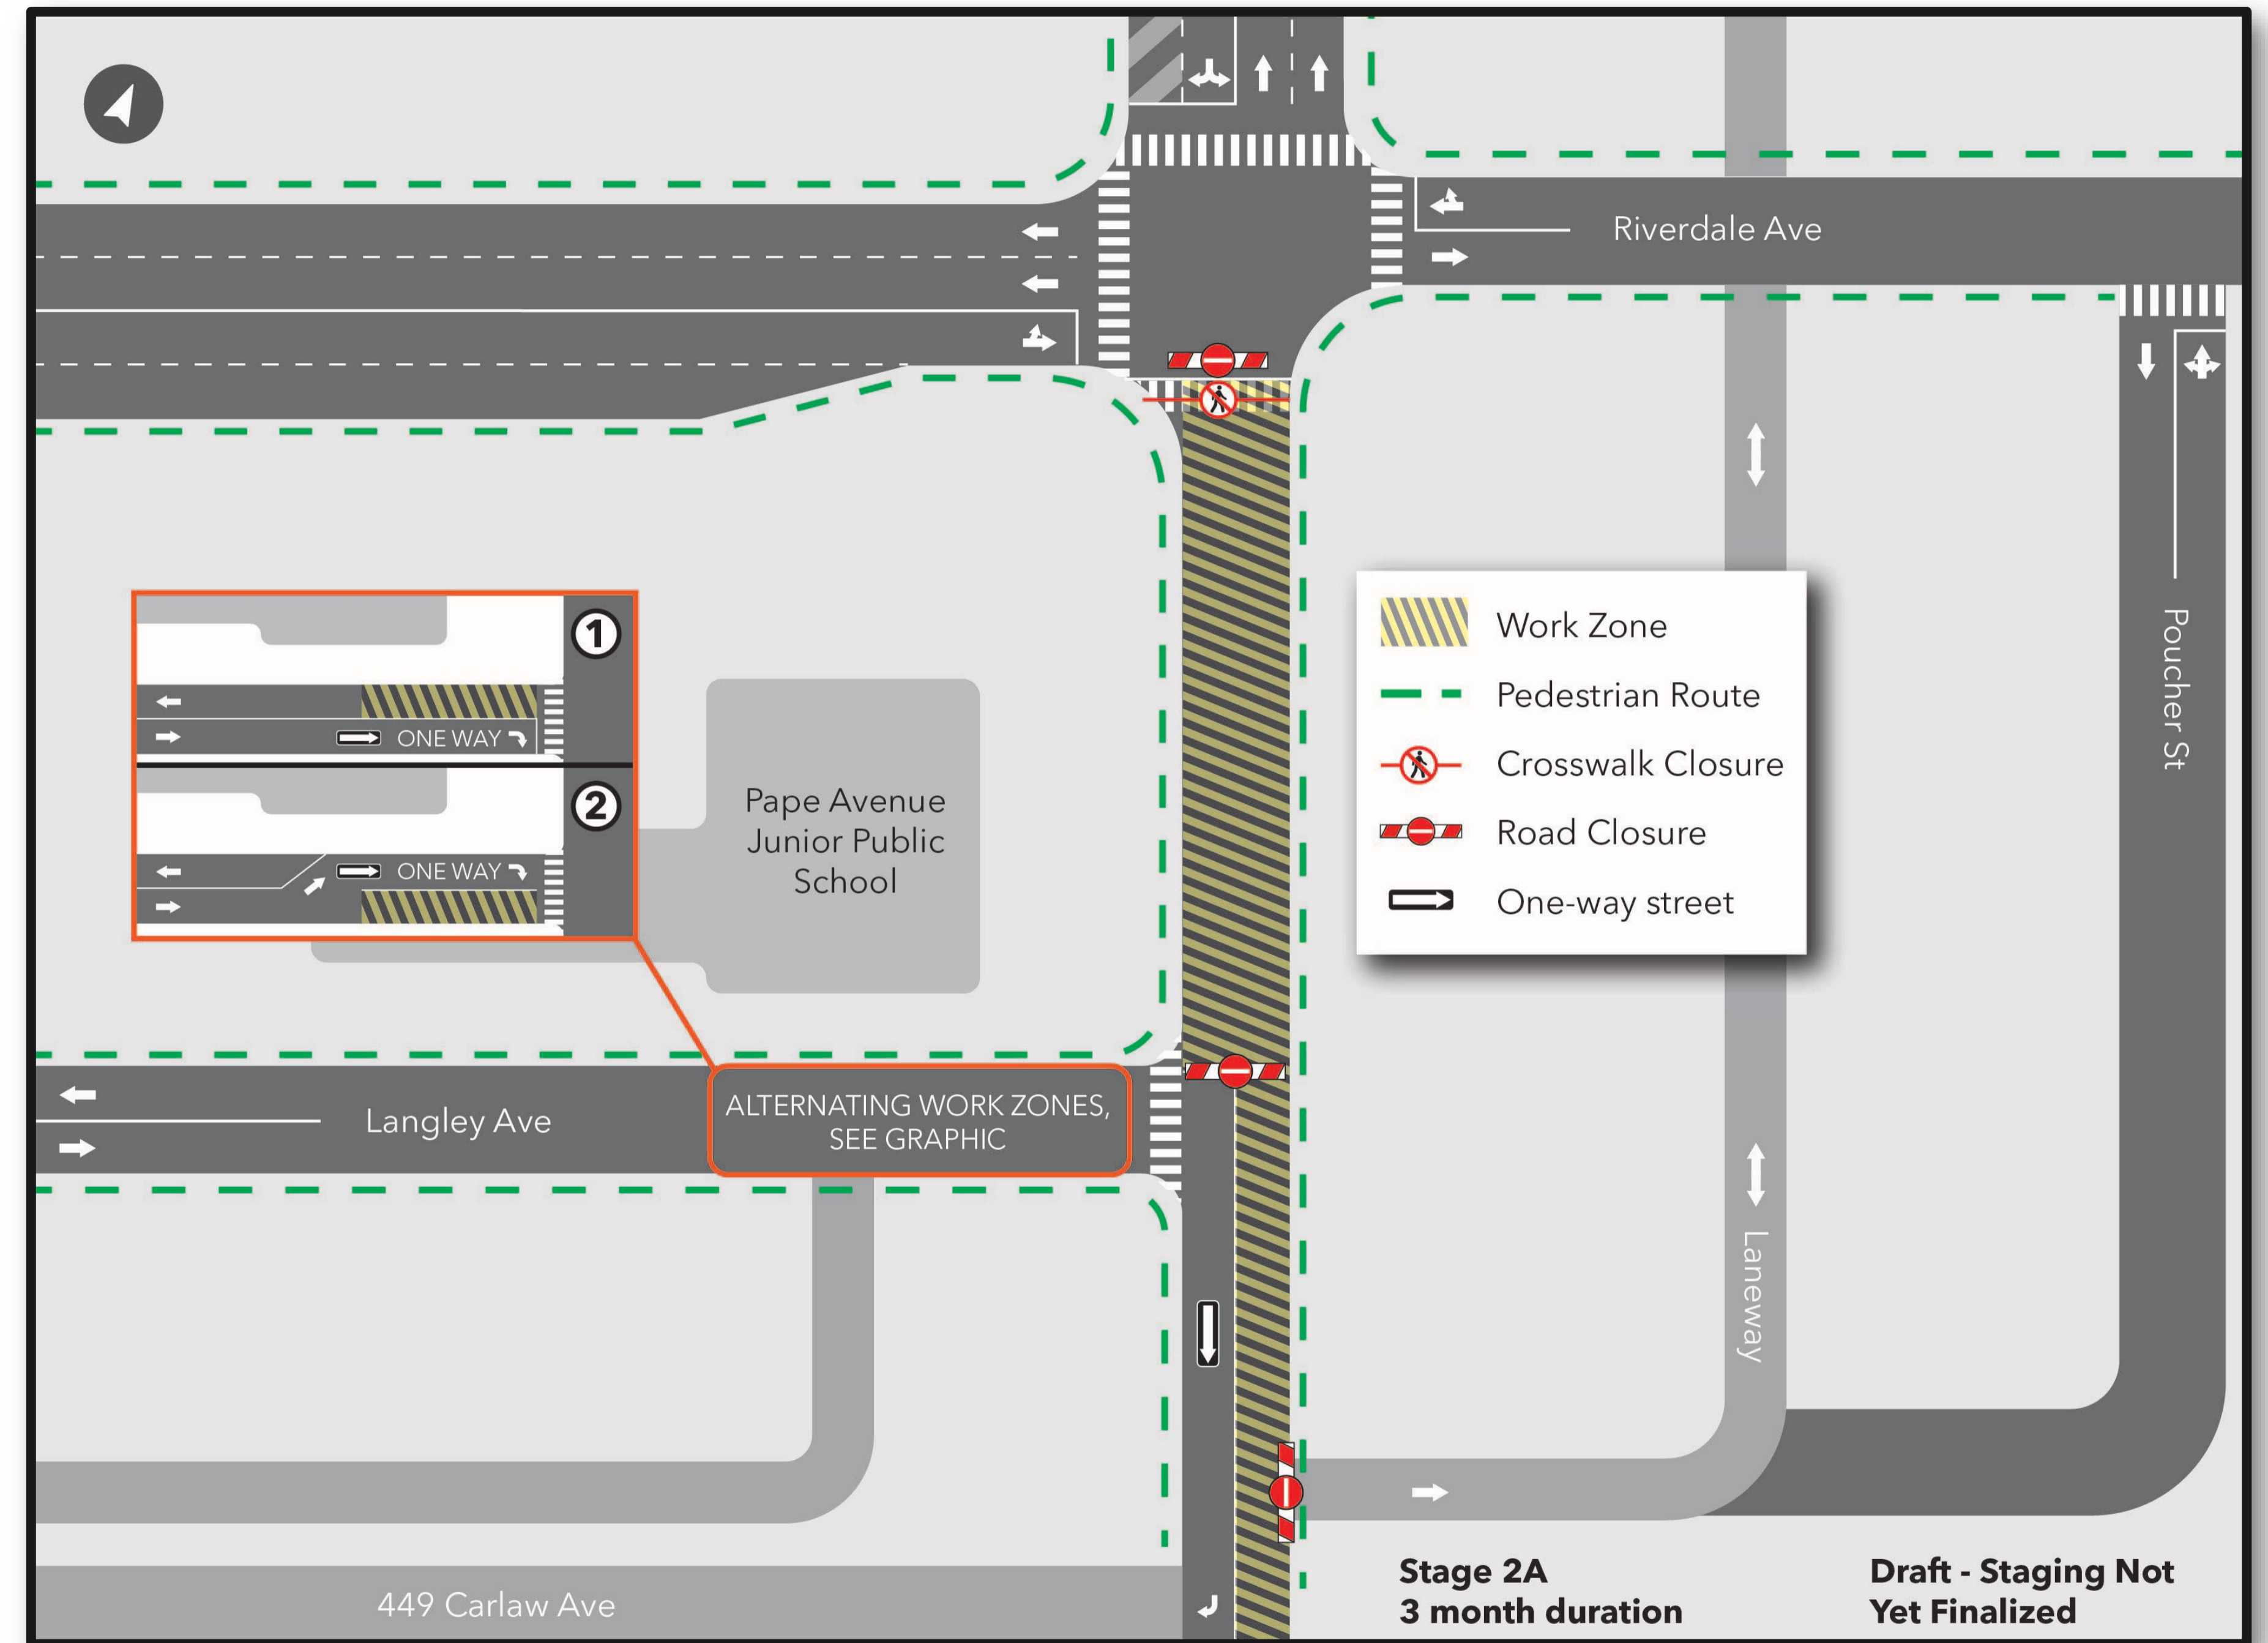 Riverdale Ave
Work Zone
Pedestrian Route
Crosswalk Closure
Road Closure
One-way street
Poucher St
1
ONE WAY
2
ONE WAY
Pape Avenue
Junior Public
School
Langley Ave
ALTERNATING WORK ZONES,
SEE GRAPHIC
Laneway
449 Carlaw Ave
Stage 2A
3 month duration
Draft - Staging Not
Yet Finalized